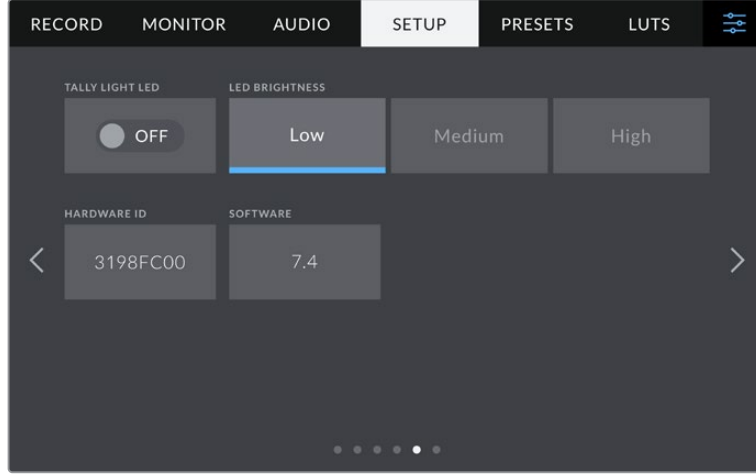 RECORD MONITOR AUDIO SETUP PRESETS LUTS
TALLY LIGHT LED LED BRIGHTNESS
OFF Low Medium High
HARDWARE ID SOFTWARE
3198FC00 7.4